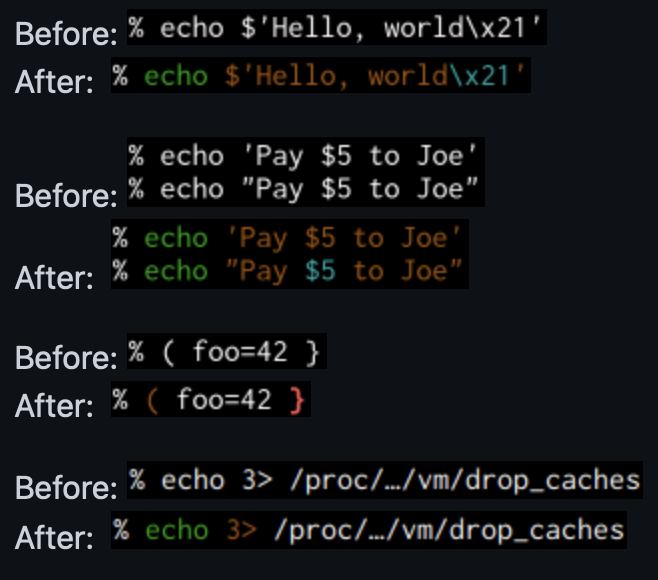 Before: % echo $'Hello, world\x21'
After: % echo $'Hello, world\x21'
% echo 'Pay $5 to Joe'
Before: % echo "Pay $5 to Joe"
% echo 'Pay $5 to Joe'
After: % echo "Pay $5 to Joe"
Before: % ( foo=42 }
After: % ( foo=42 }
Before: % echo 3> /proc/…/vm/drop_caches
After: % echo 3> /proc/…/vm/drop_caches